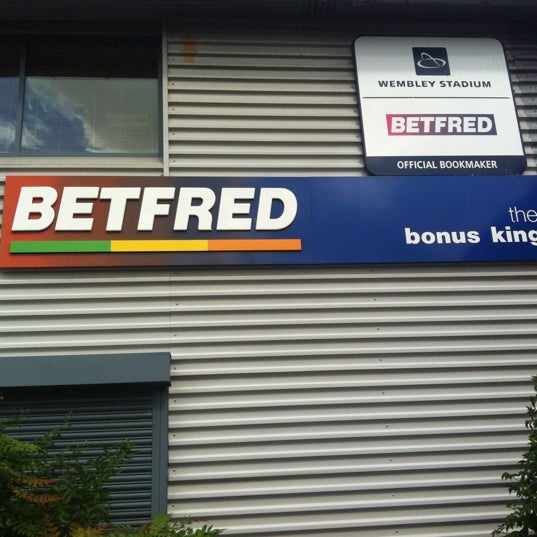 WEMBLEY STADIUM
BETFRED
OFFICIAL BOOKMAKER
BETFRED
the
bonus king